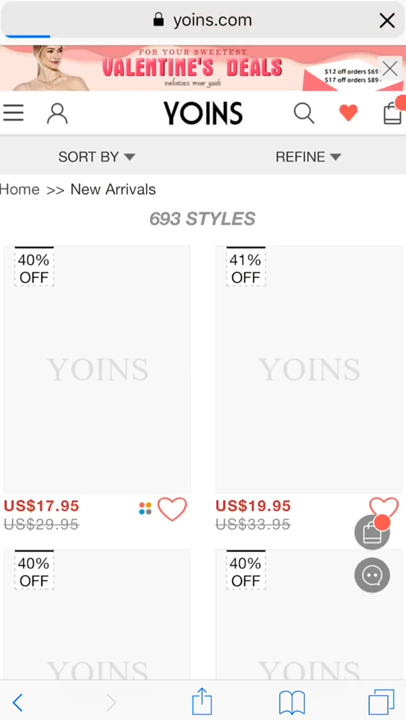 yoins.com
FOR YOUR SWEETEST
VALENTINE'S DEALS
$12 off orders $69
$17 off orders $89
YOINS
SORT BY
REFINE
Home >> New Arrivals
693 STYLES
40%
OFF
41%
OFF
YOINS
YOINS
US$17.95
US$29.95
US$19.95
US$33.95
40%
OFF
40%
OFF
YOINS
YOINS